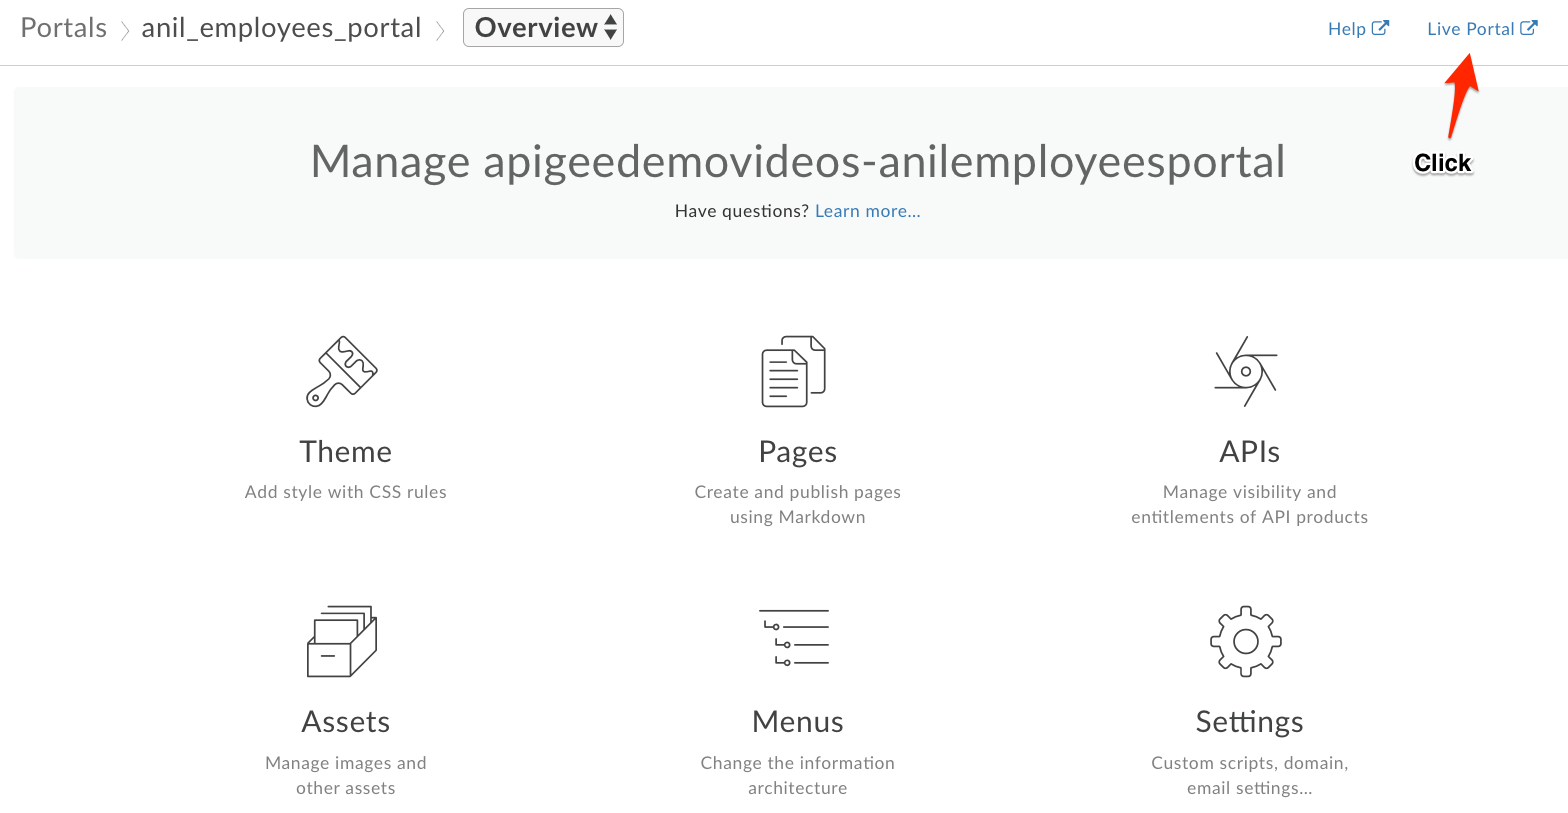 Portals
anil_employees_portal
Overview
Help
Live Portal
Click
Manage apigeedemovideos-anilemployeesportal
Have questions? Learn more...
Theme
Add style with CSS rules
Pages
Create and publish pages
using Markdown
APIs
Manage visibility and
entitlements of API products
Assets
Manage images and
other assets
Menus
Change the information
architecture
Settings
Custom scripts, domain,
email settings...